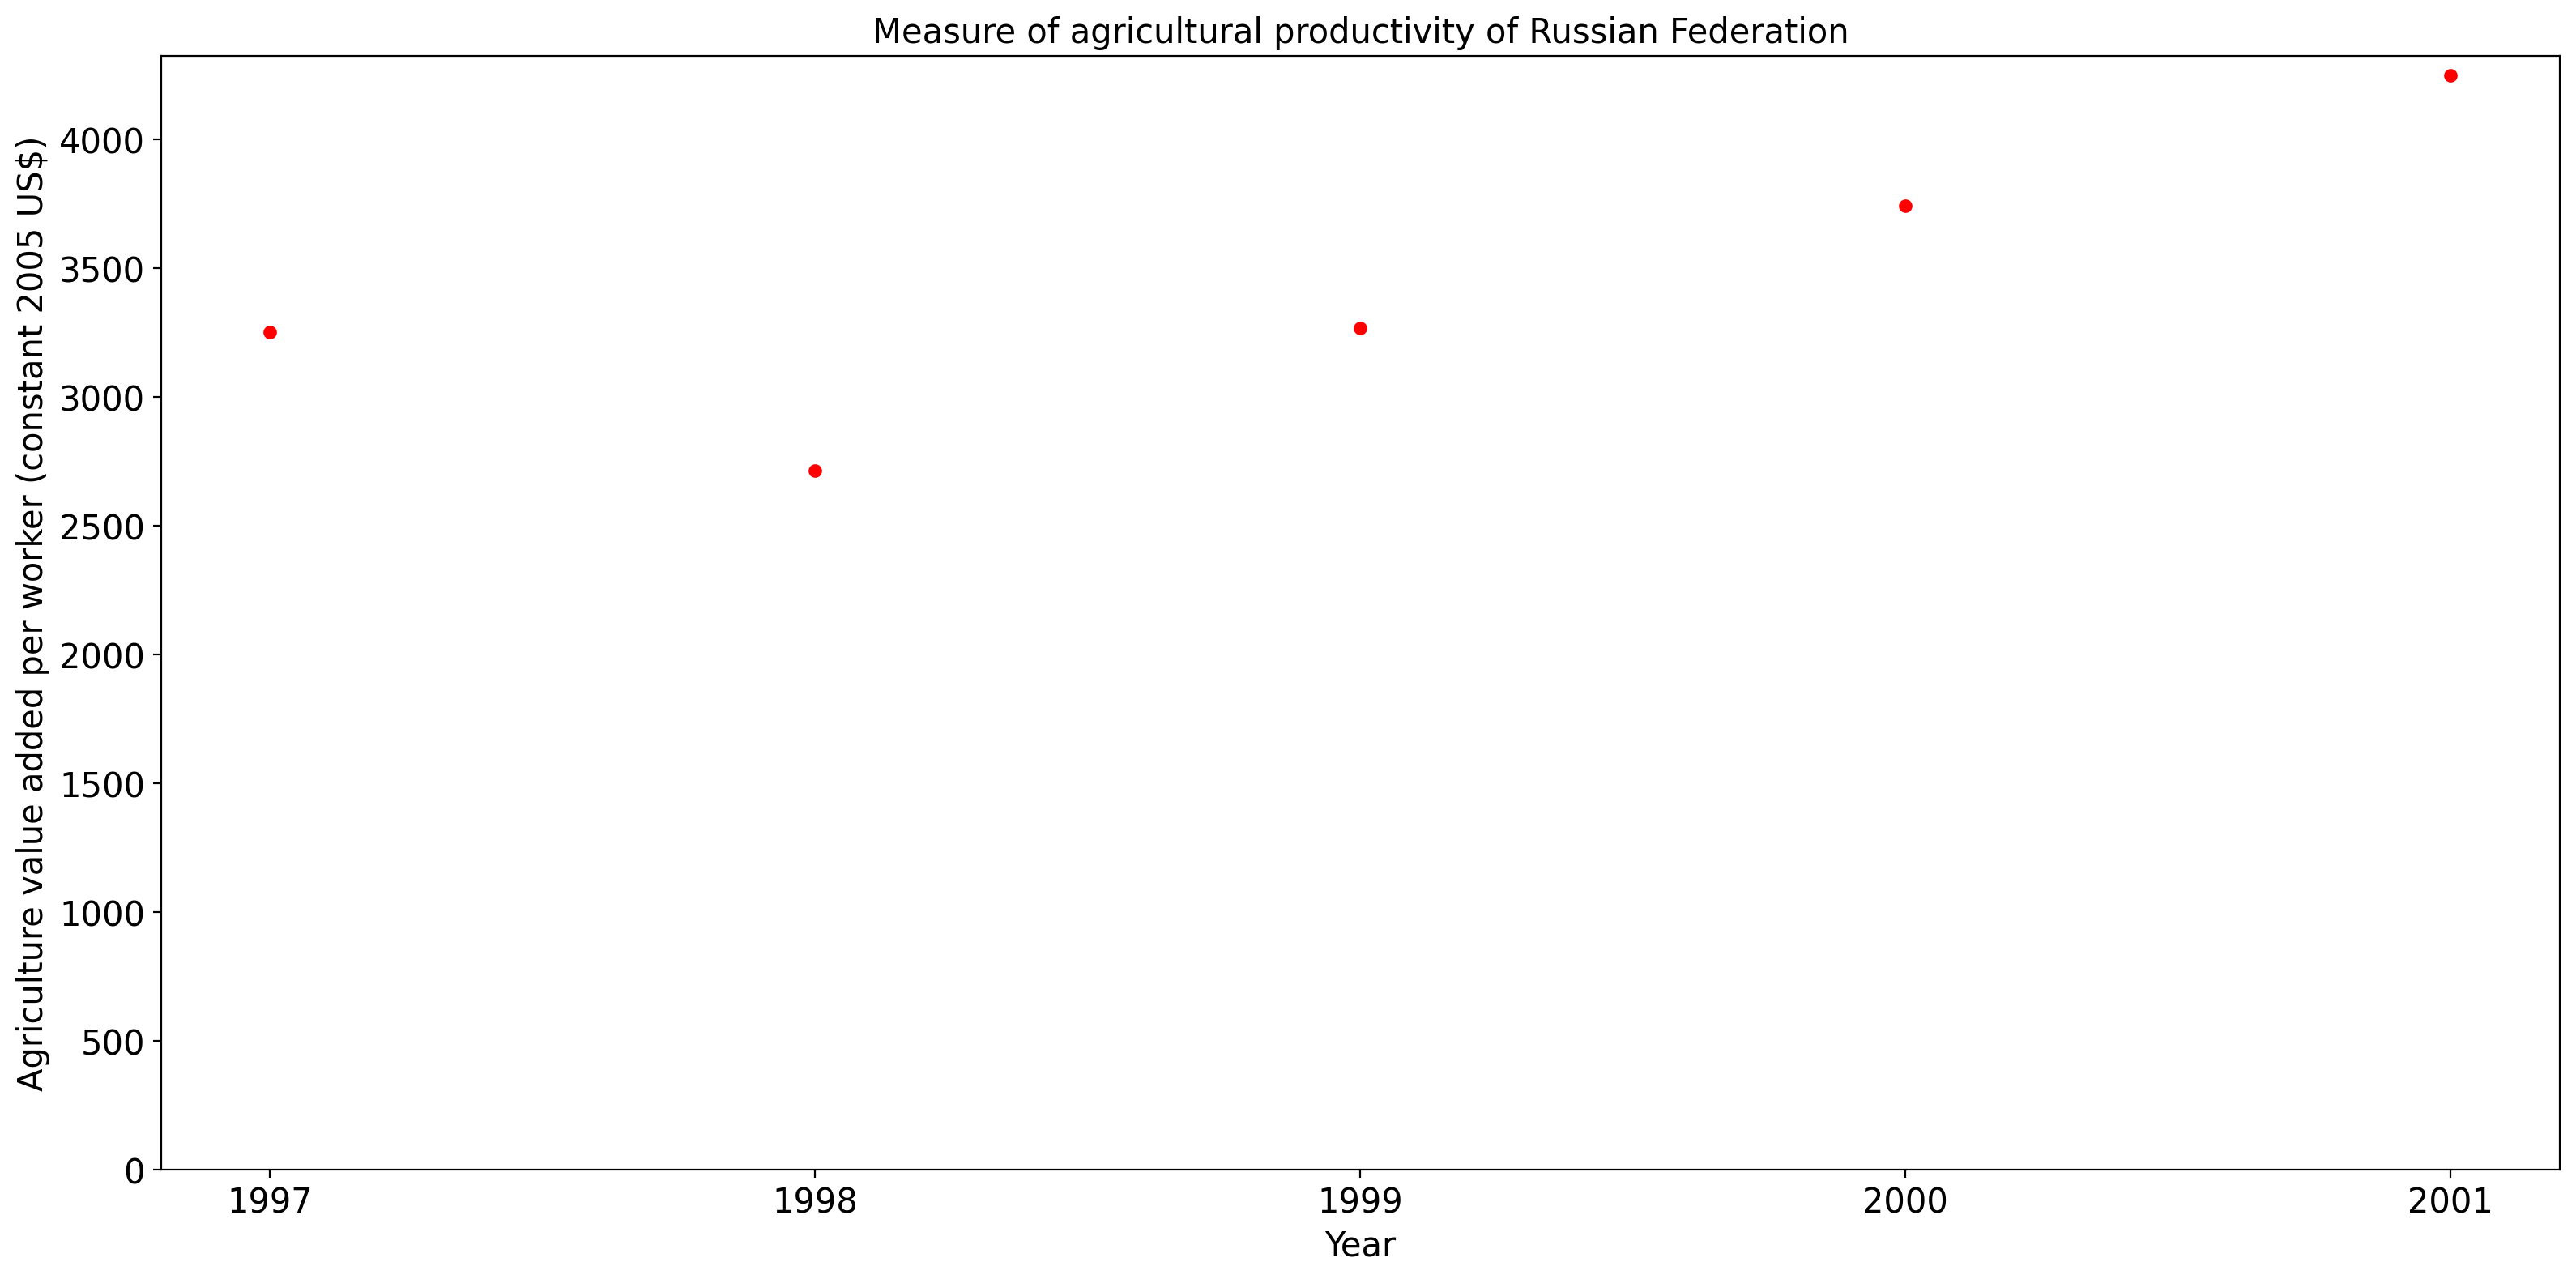 Measure of agricultural productivity of Russian Federation
Agriculture value added per worker (constant 2005 US$)
4000
3500
3000
2500
2000
1500
1000
500
0
1997 1998 1999 2000 2001
Year